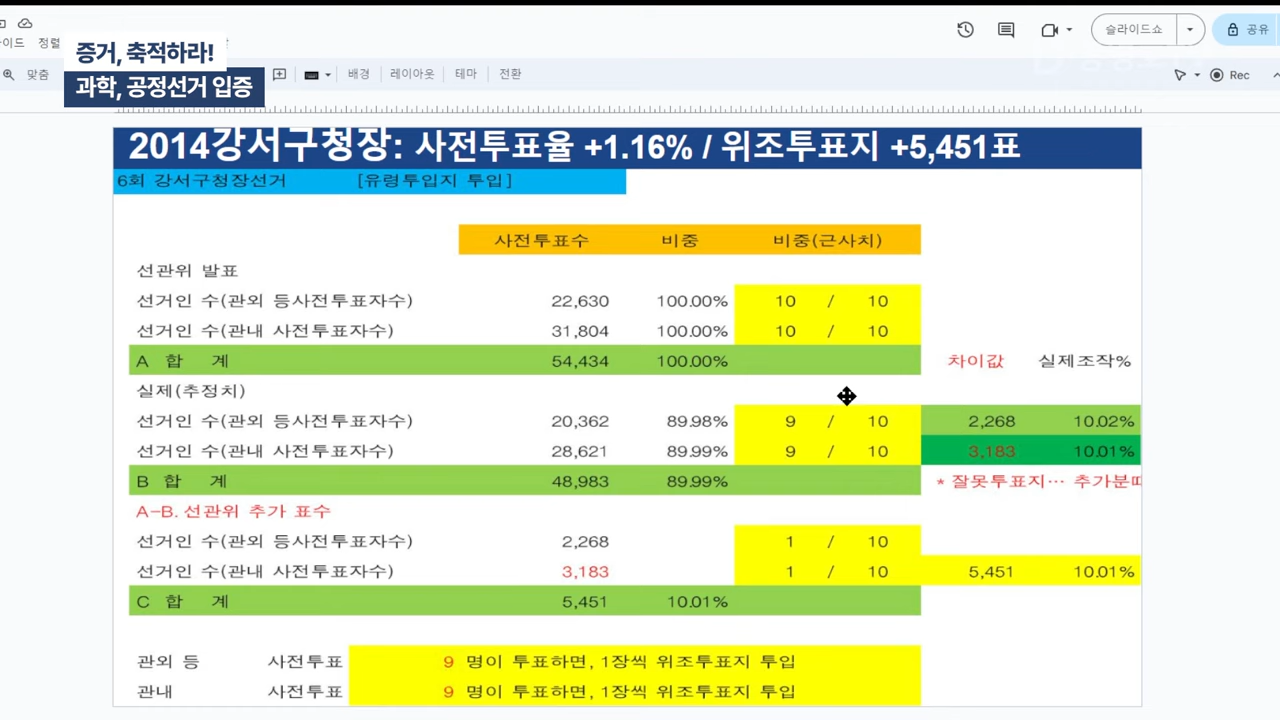 이드 정렬
증거, 축적하라!
과학, 공정선거 입증
슬라이드쇼
공유
맞춤 배경 레이아웃 테마 전환 Rec
2014강서구청장: 사전투표율 +1.16% / 위조투표지 +5,451표
6회 강서구청장선거 [유령투입지 투입]
사전투표수 비중 비중(근사치)
선관위 발표
선거인 수(관외 등사전투표자수) 22,630 100.00% 10 / 10
선거인 수(관내 사전투표자수) 31,804 100.00% 10 / 10
A 합 계 54,434 100.00% 차이값 실제조작%
실제(추정치)
선거인 수(관외 등사전투표자수) 20,362 89.98% 9 / 10 2,268 10.02%
선거인 수(관내 사전투표자수) 28,621 89.99% 9 / 10 3,183 10.01%
B 합 계 48,983 89.99% * 잘못투표지… 추가분
A-B. 선관위 추가 표수
선거인 수(관외 등사전투표자수) 2,268 1 / 10
선거인 수(관내 사전투표자수) 3,183 1 / 10 5,451 10.01%
C 합 계 5,451 10.01%
관외 등 사전투표 9 명이 투표하면, 1장씩 위조투표지 투입
관내 사전투표 9 명이 투표하면, 1장씩 위조투표지 투입